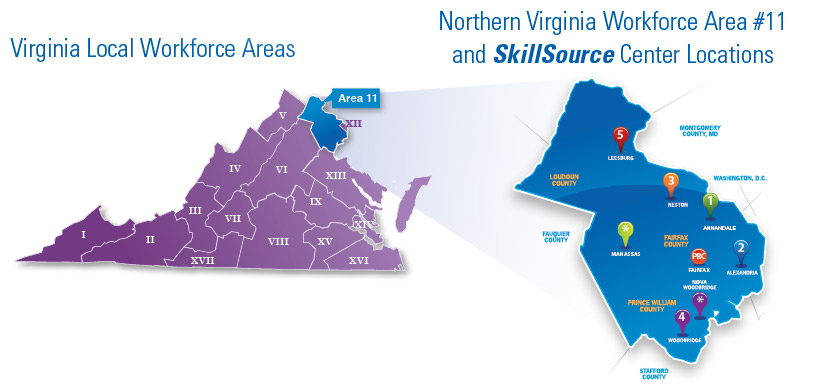 Virginia Local Workforce Areas
Northern Virginia Workforce Area #11
and SkillSource Center Locations
Area 11
V
XII
IV
VI
XIII
III
IX
VII
XIV
I
II
VIII
XV
XVII
XVI
MONTGOMERY
COUNTY, MD
5
LEESBURG
LOUDOUN
COUNTY
3
RESTON
WASHINGTON, D.C.
1
ANNANDALE
FAUQUIER
COUNTY
*
MANASSAS
FAIRFAX
COUNTY
2
ALEXANDRIA
PRC
FAIRFAX
NOVA
WOODBRIDGE
*
PRINCE WILLIAM
COUNTY
4
WOODBRIDGE
STAFFORD
COUNTY